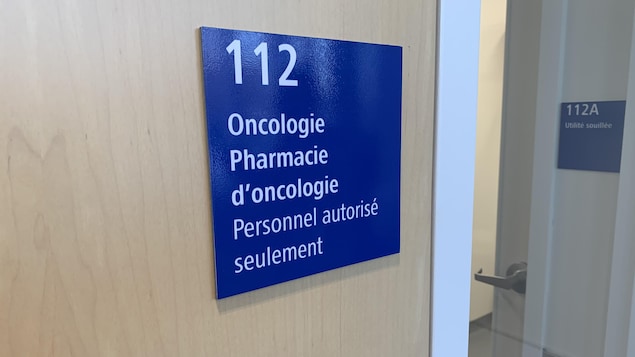 112
Oncologie
Pharmacie
d'oncologie
Personnel autorisé
seulement
112A
Utilité souillée